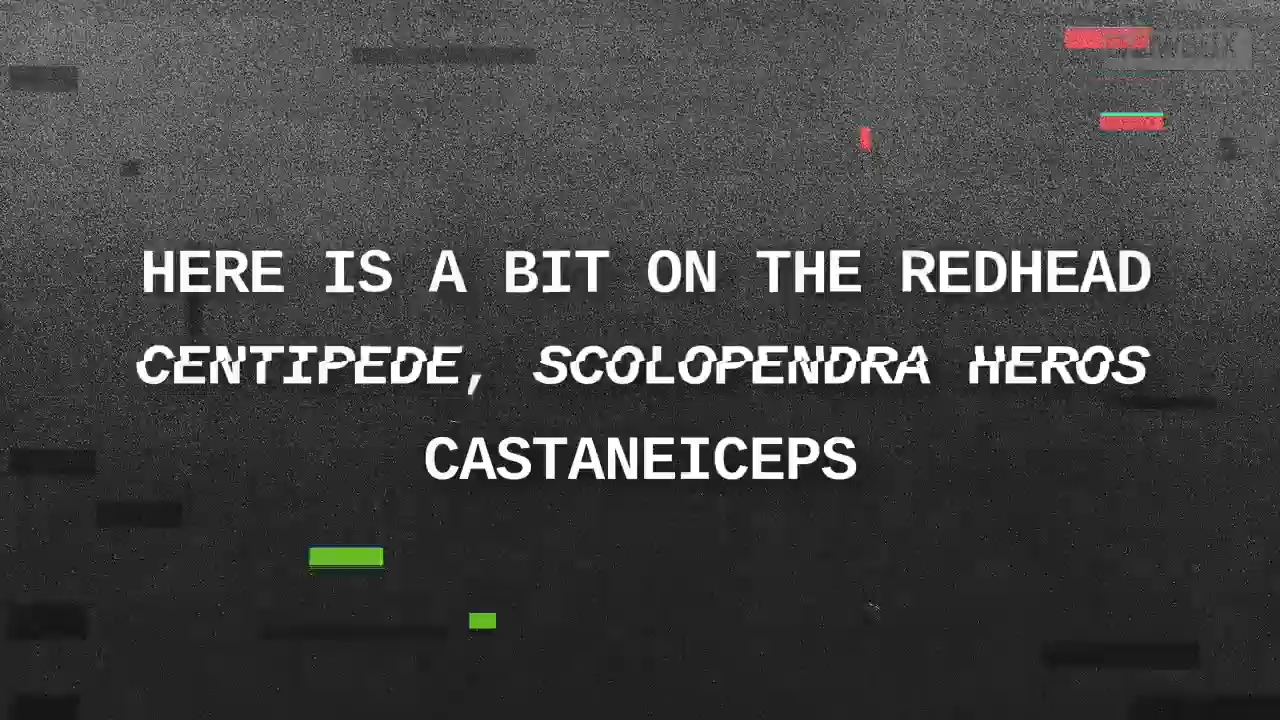 HERE IS A BIT ON THE REDHEAD
CENTIPEDE, SCOLOPENDRA HEROS
CASTANEICEPS